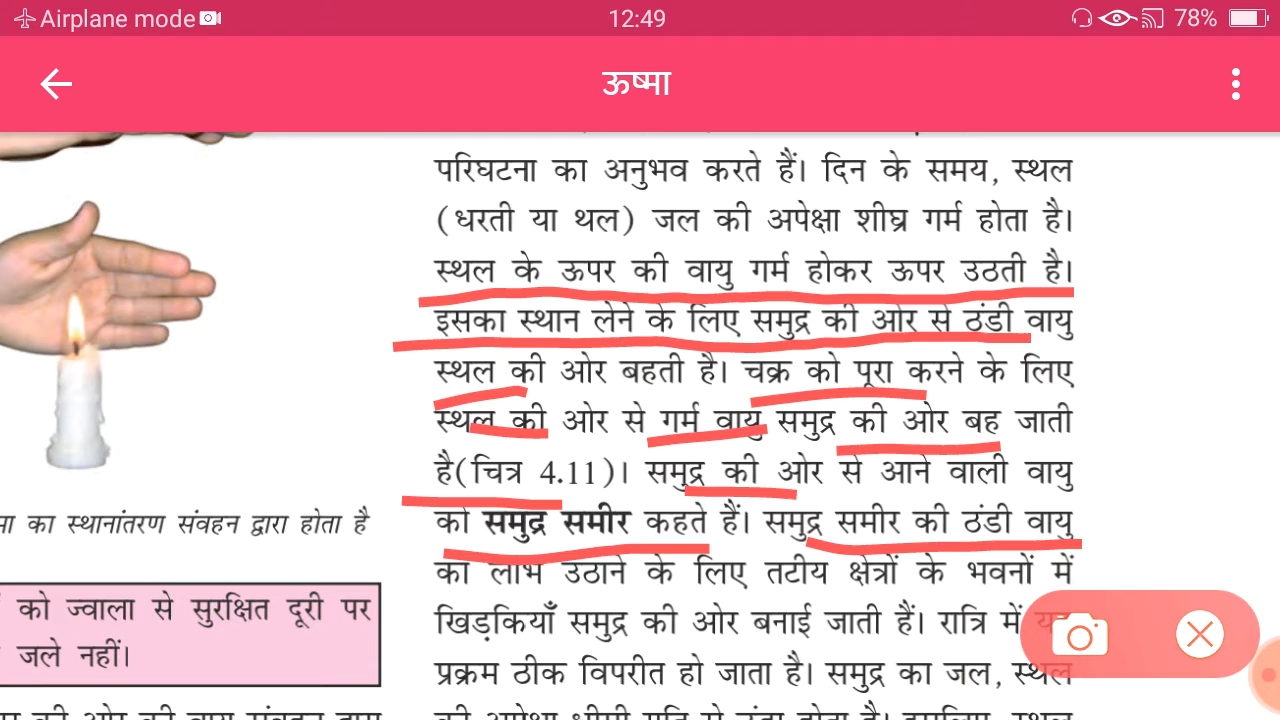 Airplane mode
12:49
78%
ऊष्मा
परिघटना का अनुभव करते हैं। दिन के समय, स्थल
(धरती या थल) जल की अपेक्षा शीघ्र गर्म होता है।
स्थल के ऊपर की वायु गर्म होकर ऊपर उठती है।
इसका स्थान लेने के लिए समुद्र की ओर से ठंडी वायु
स्थल की ओर बहती है। चक्र को पूरा करने के लिए
स्थल की ओर से गर्म वायु समुद्र की ओर बह जाती
है(चित्र 4.11)। समुद्र की ओर से आने वाली वायु
को समुद्र समीर कहते हैं। समुद्र समीर की ठंडी वायु
का लाभ उठाने के लिए तटीय क्षेत्रों के भवनों में
खिड़कियाँ समुद्र की ओर बनाई जाती हैं। रात्रि में
प्रक्रम ठीक विपरीत हो जाता है। समुद्र का जल, स्थल
का स्थानांतरण संवहन द्वारा होता है
को ज्वाला से सुरक्षित दूरी पर
जले नहीं।